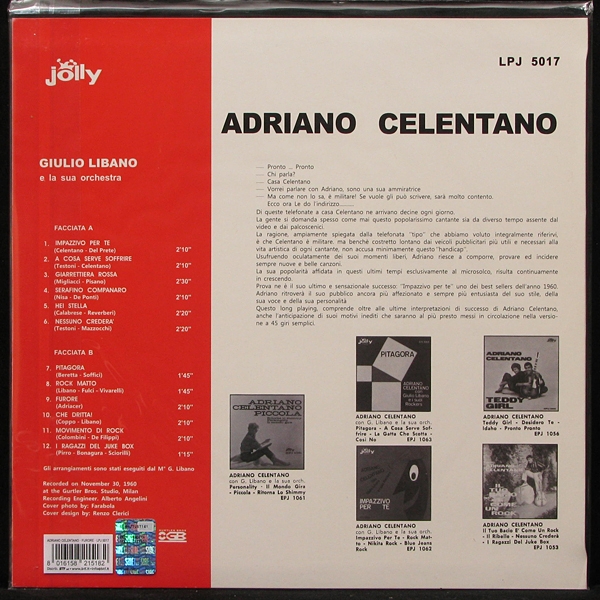 jolly
LPJ 5017
ADRIANO CELENTANO
GIULIO LIBANO
e la sua orchestra
FACCIATA A
1. IMPAZZIVO PER TE
(Celentano - Del Prete) 2'10"
2. A COSA SERVE SOFFRIRE
(Testoni - Celentano) 2'10"
3. GIARRETTIERA ROSSA
(Migliacci - Pisano) 2'30"
4. SERAFINO CAMPANARO
(Nisa - De Ponti) 2'10"
5. HEI STELLA
(Calabrese - Reverberi) 2'20"
6. NESSUNO CREDERA'
(Testoni - Mazzocchi) 2'20"
FACCIATA B
7. PITAGORA
(Beretta - Soffici) 1'45"
8. ROCK MATTO
(Libano - Fulci - Vivarelli) 1'45"
9. FURORE
(Adriacer) 2'10"
10. CHE DRITTA!
(Coppo - Libano) 2'10"
11. MOVIMENTO DI ROCK
(Colombini - De Filippi) 2'10"
12. I RAGAZZI DEL JUKE BOX
(Pirro - Bonagura - Sciorilli) 1'15"
Gli arrangiamenti sono stati eseguiti dal M° G. Libano
Recorded on November 30, 1960
at the Gurtler Bros. Studio, Milan
Recording Engineer, Alberto Angelini
Cover photo by: Farabola
Cover design by: Renzo Clerici
— Pronto ... Pronto
— Chi parla?
— Casa Celentano
— Vorrei parlare con Adriano, sono una sua ammiratrice
— Ma come non lo sa, è militare! Se vuole gli può scrivere, sarà molto contento.
Ecco ora Le do l'indirizzo........
Di queste telefonate a casa Celentano ne arrivano decine ogni giorno.
La gente si domanda spesso come mai questo popolarissimo cantante sia da diverso tempo assente dal
video e dai palcoscenici.
La ragione, ampiamente spiegata dalla telefonata "tipo" che abbiamo voluto integralmente riferirvi,
è che Celentano è militare. ma benché costretto lontano dai veicoli pubblicitari più utili e necessari alla
vita artistica di ogni cantante, non accusa minimamente questo "handicap".
Usufruendo oculatamente dei suoi momenti liberi, Adriano riesce a comporre, provare ed incidere
sempre nuove e belle canzoni.
La sua popolarità affidata in questi ultimi tempi esclusivamente al microsolco, risulta continuamente
in crescendo.
Prova ne è il suo ultimo e sensazionale successo: "Impazzivo per te" uno dei best sellers dell'anno 1960.
Adriano ritroverà il suo pubblico ancora più affezionato e sempre più entusiasta del suo stile, della
sua voce e della sua personalità
Questo long playing, comprende oltre alle ultime interpretazioni di successo di Adriano Celentano,
anche l'anticipazione di suoi motivi inediti che saranno al più presto messi in circolazione nella versio-
ne a 45 giri semplici.
ADRIANO
CELENTANO
PICCOLA
ADRIANO CELENTANO
con G. Libano e la sua orch.
Personality - Il Mondo Gira
- Piccola - Ritorna Lo Shimmy
EPJ 1061
jolly
PITAGORA
ADRIANO
CELENTANO
ADRIANO CELENTANO
con G. Libano e la sua orch.
Pitagora - A Cosa Serve Sof-
frire - La Gatta Che Scotta -
Così No EPJ 1063
ADRIANO
CELENTANO
TEDDY
GIRL
ADRIANO CELENTANO
Teddy Girl - Desidero Te -
Idaho - Pronto Pronto
EPJ 1056
IMPAZZIVO
PER TE
ADRIANO CELENTANO
con G. Libano e la sua orch.
Impazzivo Per Te - Rock Mat-
to - Nikita Rock - Blue Jeans
Rock EPJ 1062
ADRIANO
CELENTANO
IL TUO
BACIO E'
COME UN
ROCK
ADRIANO CELENTANO
Il Tuo Bacio E' Come Un Rock
- Il Ribelle - Nessuno Crederà
- I Ragazzi Del Juke Box
EPJ 1053
ADRIANO CELENTANO FURORE LPJ 5017
8 016158 215182